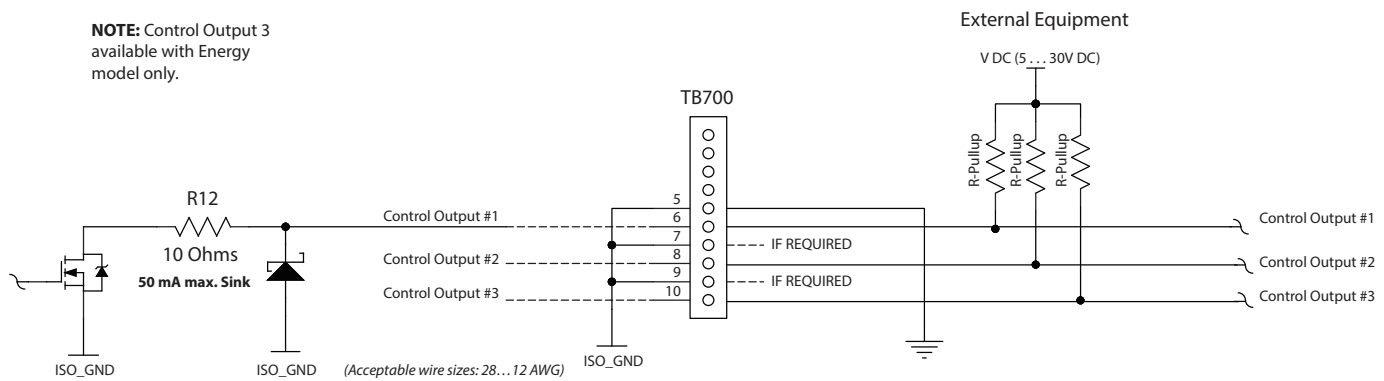 NOTE: Control Output 3
available with Energy
model only.
External Equipment
V DC (5 . . . 30V DC)
TB700
R-Pullup
R-Pullup
R-Pullup
R12
10 Ohms
50 mA max. Sink
Control Output #1
Control Output #2
Control Output #3
5
6
7
8
9
10
IF REQUIRED
IF REQUIRED
Control Output #1
Control Output #2
Control Output #3
ISO_GND
ISO_GND
(Acceptable wire sizes: 28…12 AWG)
ISO_GND